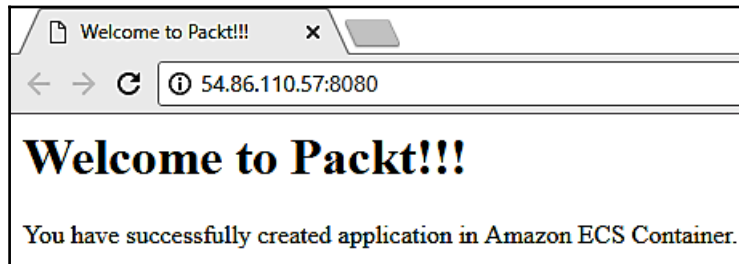 Welcome to Packt!!!
54.86.110.57:8080
Welcome to Packt!!!
You have successfully created application in Amazon ECS Container.